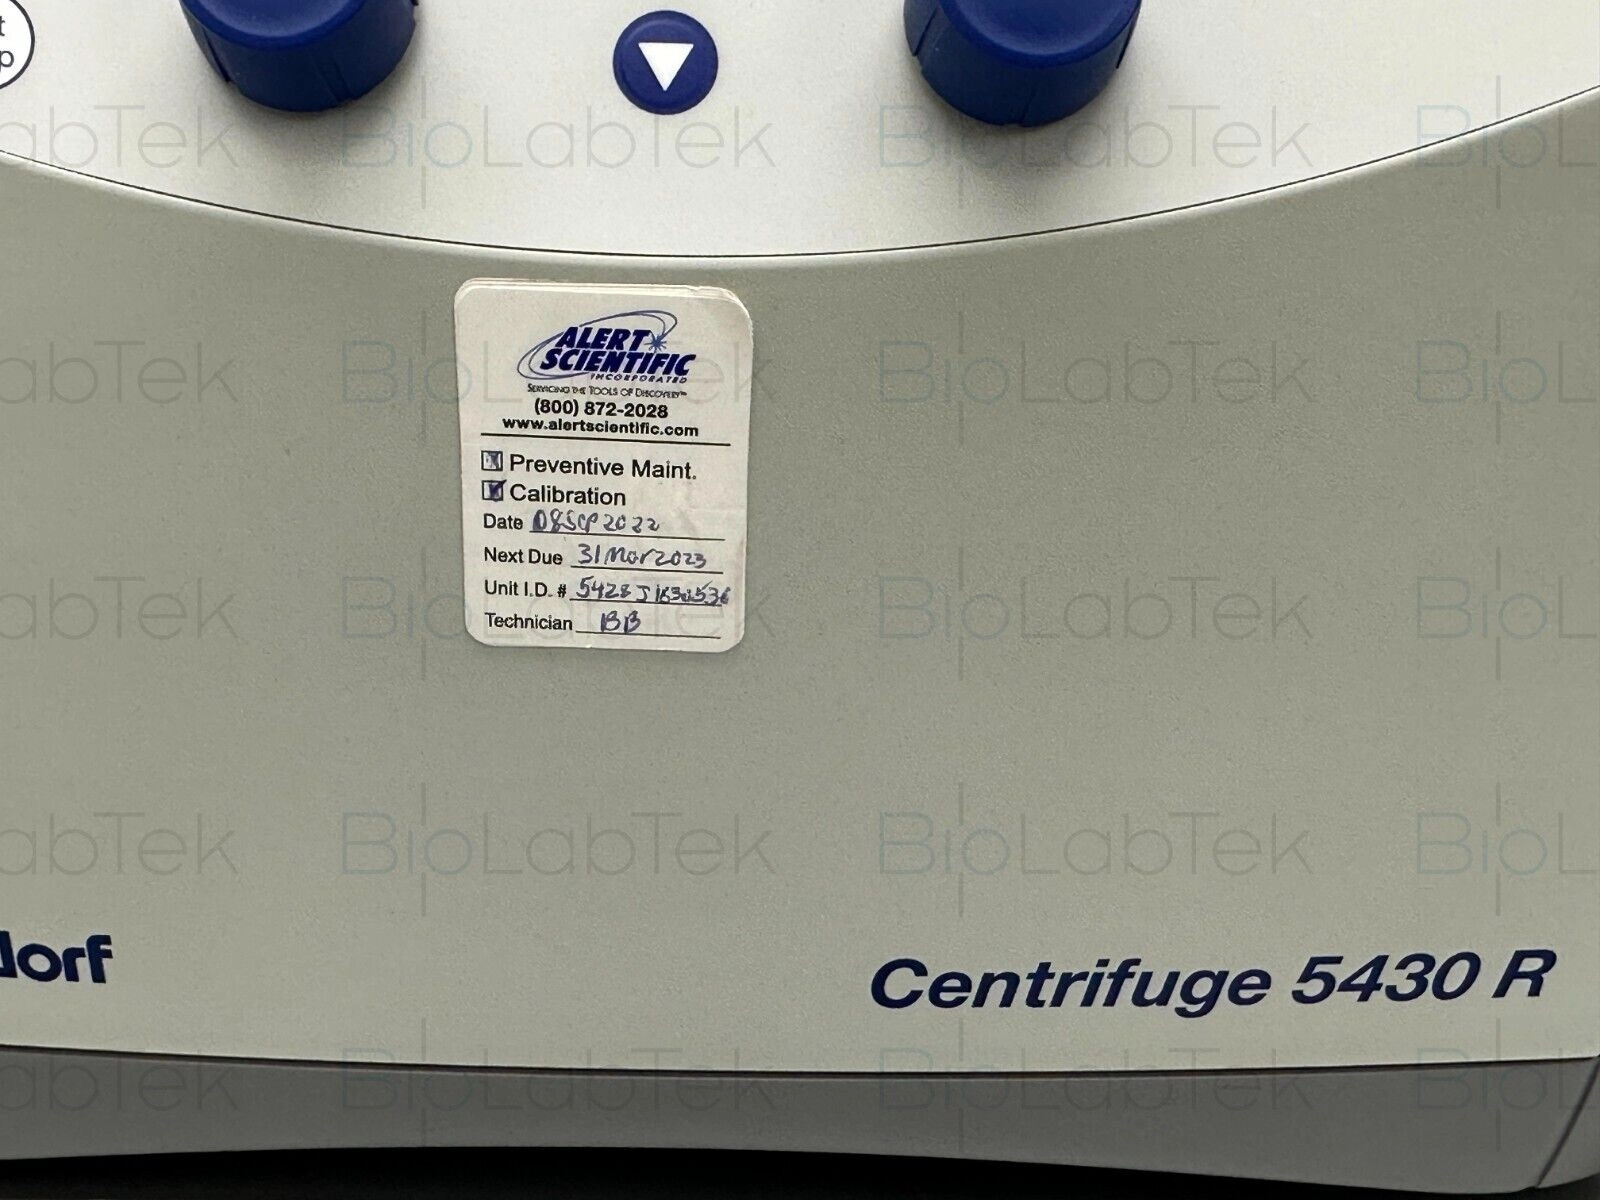 t
p
ALERT
SCIENTIFIC
INCORPORATED
SERVICING THE TOOLS OF DISCOVERY™
(800) 872-2028
www.alertscientific.com
Preventive Maint.
Calibration
Date 08Sep2022
Next Due 31Mar2023
Unit I.D. #
Technician BB
dorf
Centrifuge 5430 R
BioLabTek